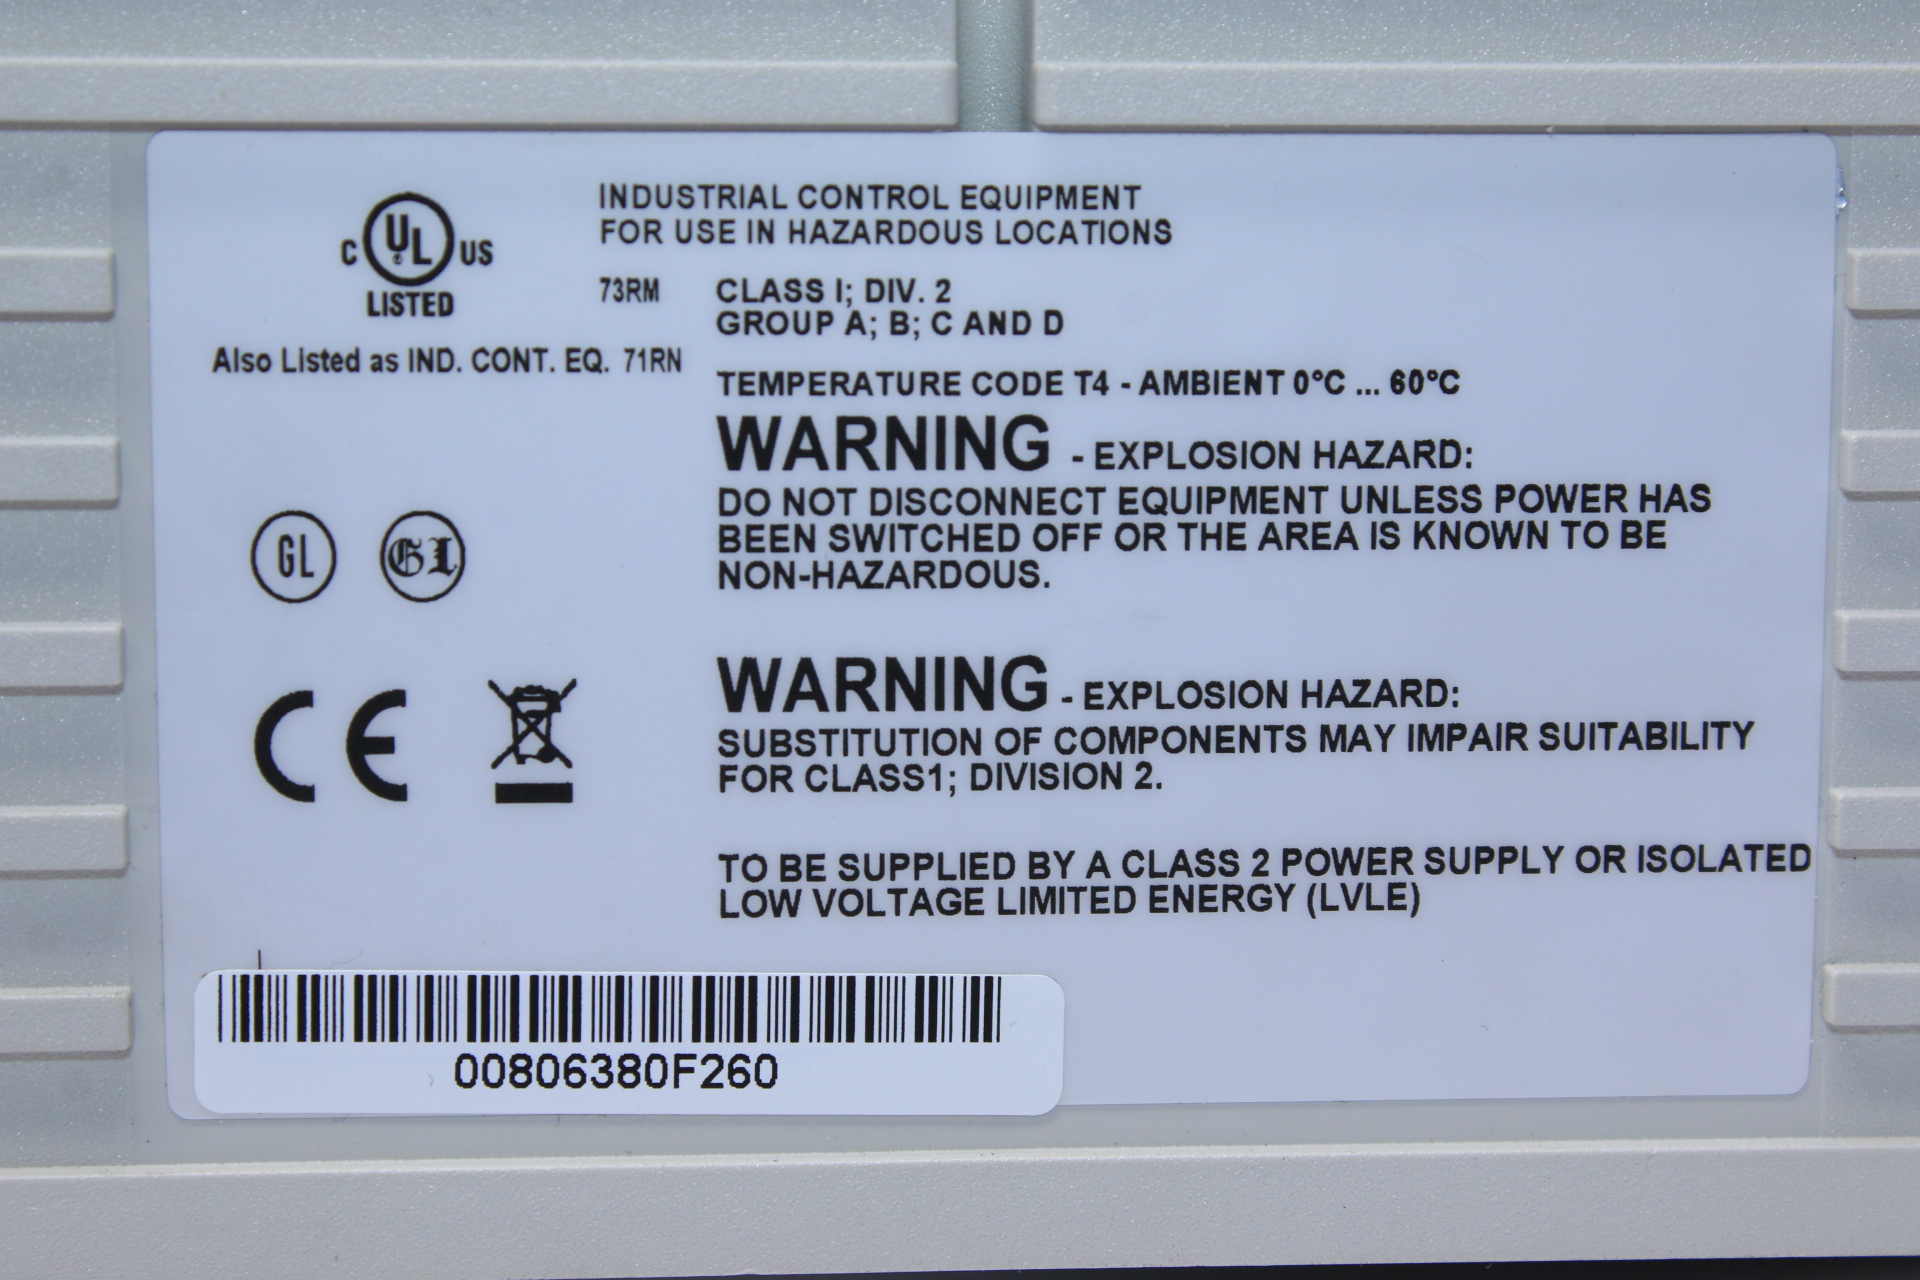 C UL US
LISTED
Also Listed as IND. CONT. EQ. 71RN
INDUSTRIAL CONTROL EQUIPMENT
FOR USE IN HAZARDOUS LOCATIONS
73RM
CLASS I; DIV. 2
GROUP A; B; C AND D
TEMPERATURE CODE T4 - AMBIENT 0°C ... 60°C
WARNING - EXPLOSION HAZARD:
DO NOT DISCONNECT EQUIPMENT UNLESS POWER HAS
BEEN SWITCHED OFF OR THE AREA IS KNOWN TO BE
NON-HAZARDOUS.
GL GL
WARNING - EXPLOSION HAZARD:
SUBSTITUTION OF COMPONENTS MAY IMPAIR SUITABILITY
FOR CLASS1; DIVISION 2.
CE
TO BE SUPPLIED BY A CLASS 2 POWER SUPPLY OR ISOLATED
LOW VOLTAGE LIMITED ENERGY (LVLE)
00806380F260